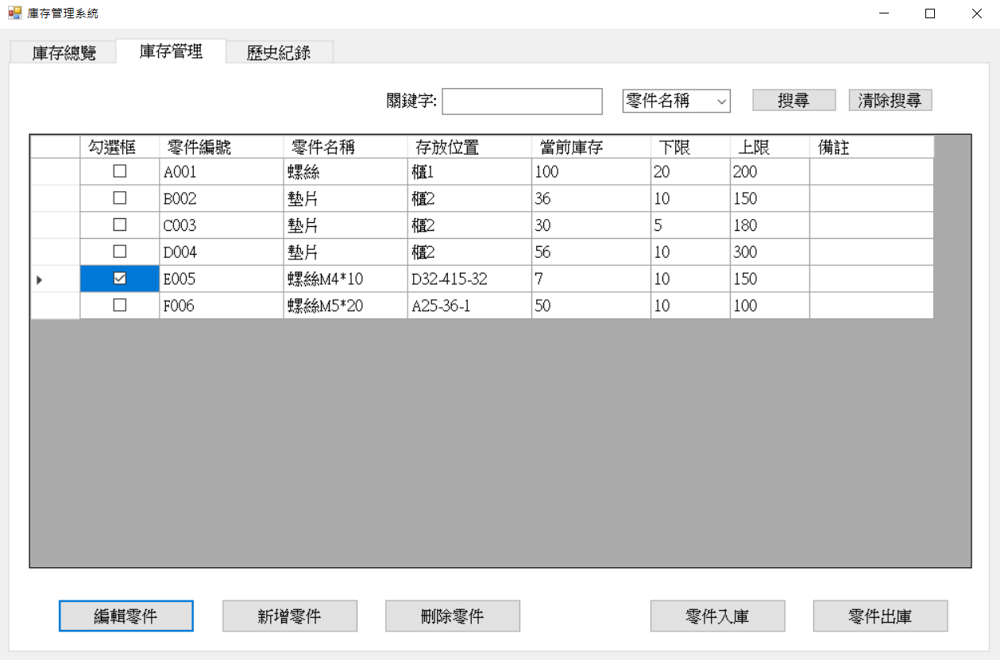 庫存管理系統
庫存總覽 庫存管理 歷史紀錄
關鍵字: 零件名稱 搜尋 清除搜尋
勾選框 零件編號 零件名稱 存放位置 當前庫存 下限 上限 備註
A001 螺絲 櫃1 100 20 200
B002 墊片 櫃2 36 10 150
C003 墊片 櫃2 30 5 180
D004 墊片 櫃2 56 10 300
E005 螺絲M4*10 D32-415-32 7 10 150
F006 螺絲M5*20 A25-36-1 50 10 100
編輯零件 新增零件 刪除零件 零件入庫 零件出庫